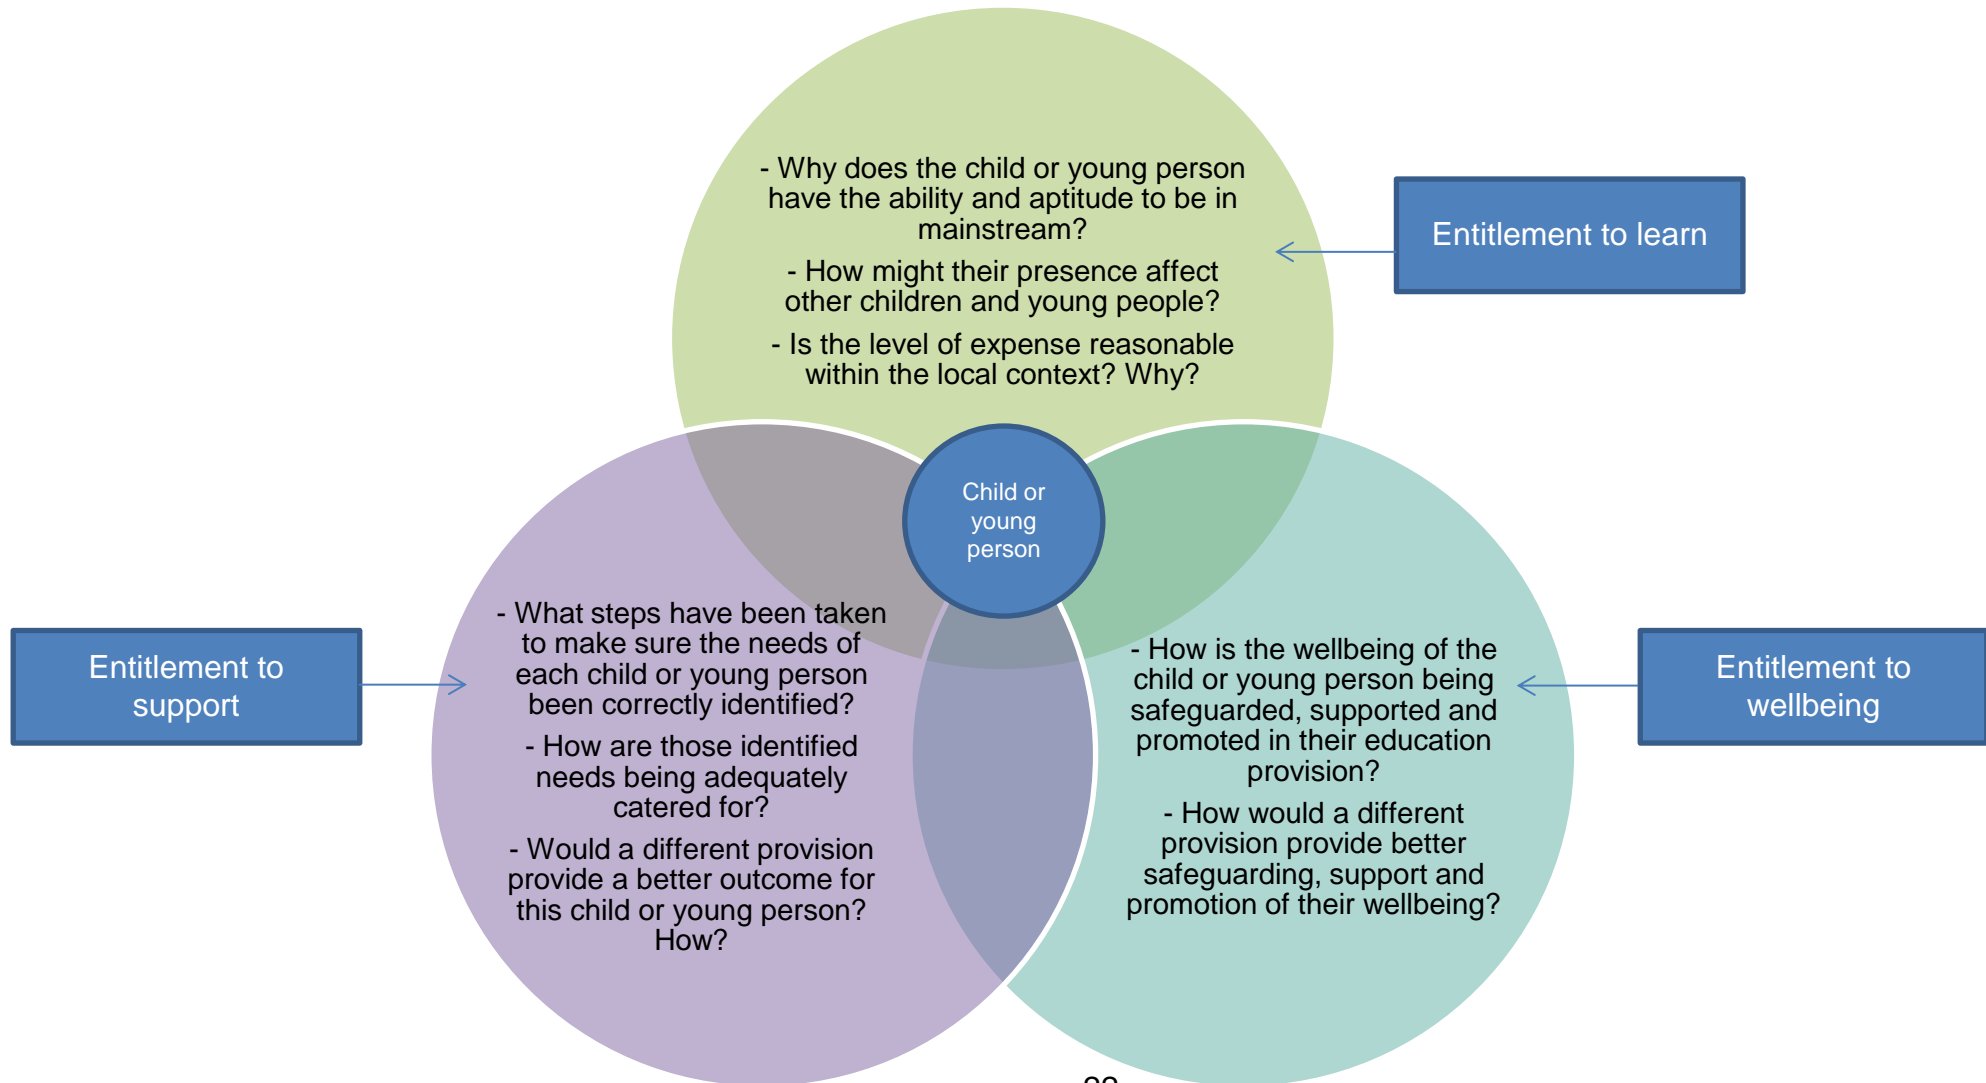 - Why does the child or young person
have the ability and aptitude to be in
mainstream?
- How might their presence affect
other children and young people?
- Is the level of expense reasonable
within the local context? Why?
Entitlement to learn
Child or
young
person
Entitlement to
support
- What steps have been taken
to make sure the needs of
each child or young person
been correctly identified?
- How are those identified
needs being adequately
catered for?
- Would a different provision
provide a better outcome for
this child or young person?
How?
- How is the wellbeing of the
child or young person being
safeguarded, supported and
promoted in their education
provision?
- How would a different
provision provide better
safeguarding, support and
promotion of their wellbeing?
Entitlement to
wellbeing